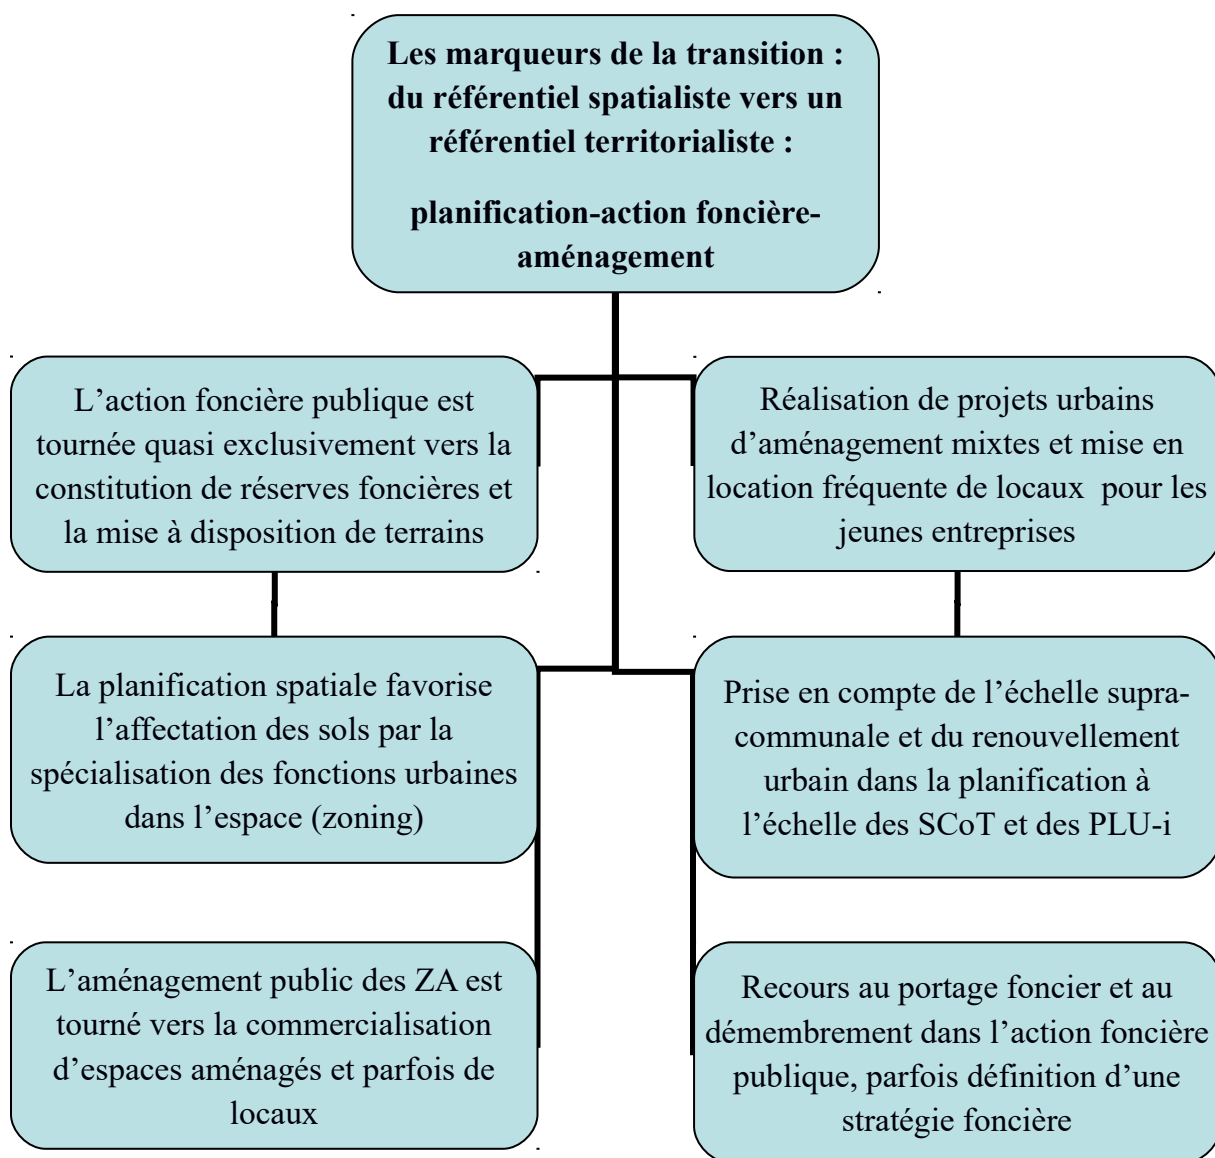 Les marqueurs de la transition :
du référentiel spatialiste vers un
référentiel territorialiste :
planification-action foncière-
aménagement
L’action foncière publique est
tournée quasi exclusivement vers la
constitution de réserves foncières et
la mise à disposition de terrains
Réalisation de projets urbains
d’aménagement mixtes et mise en
location fréquente de locaux pour les
jeunes entreprises
La planification spatiale favorise
l’affectation des sols par la
spécialisation des fonctions urbaines
dans l’espace (zoning)
Prise en compte de l’échelle supra-
communale et du renouvellement
urbain dans la planification à
l’échelle des SCoT et des PLU-i
L’aménagement public des ZA est
tourné vers la commercialisation
d’espaces aménagés et parfois de
locaux
Recours au portage foncier et au
démembrement dans l’action foncière
publique, parfois définition d’une
stratégie foncière